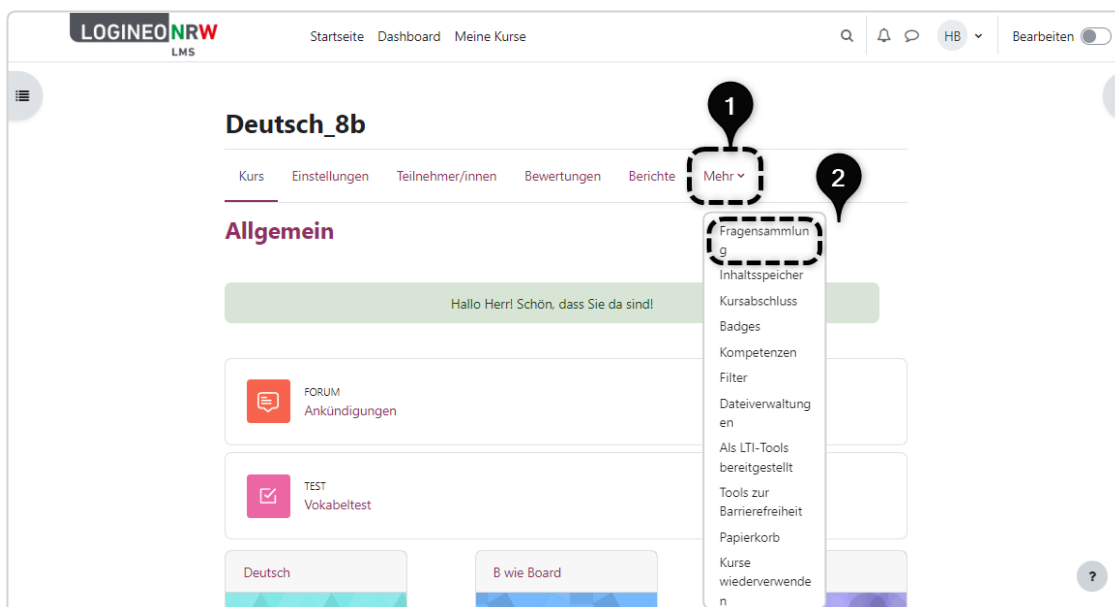 LOGINEO NRW
LMS
Startseite Dashboard Meine Kurse
HB
Bearbeiten
Deutsch_8b
1
Kurs Einstellungen Teilnehmer/innen Bewertungen Berichte Mehr
2
Allgemein
Fragensammlun
g
Inhaltsspeicher
Kursabschluss
Badges
Kompetenzen
Filter
Dateiverwaltung
en
Als LTI-Tools
bereitgestellt
Tools zur
Barrierefreiheit
Papierkorb
Kurse
wiederverwende
n
Hallo Herr! Schön, dass Sie da sind!
FORUM
Ankündigungen
TEST
Vokabeltest
Deutsch
B wie Board
?